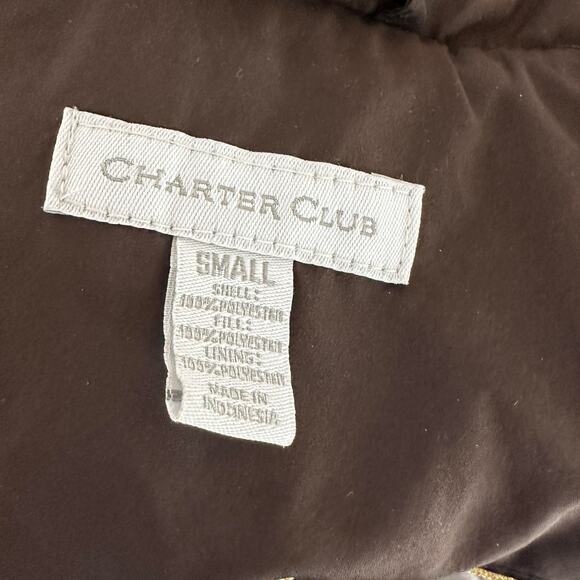 CHARTER CLUB
SMALL
SHELL:
100%POLYESTER
FILL:
100%POLYESTER
LINING:
100%POLYESTER
MADE IN
INDONESIA